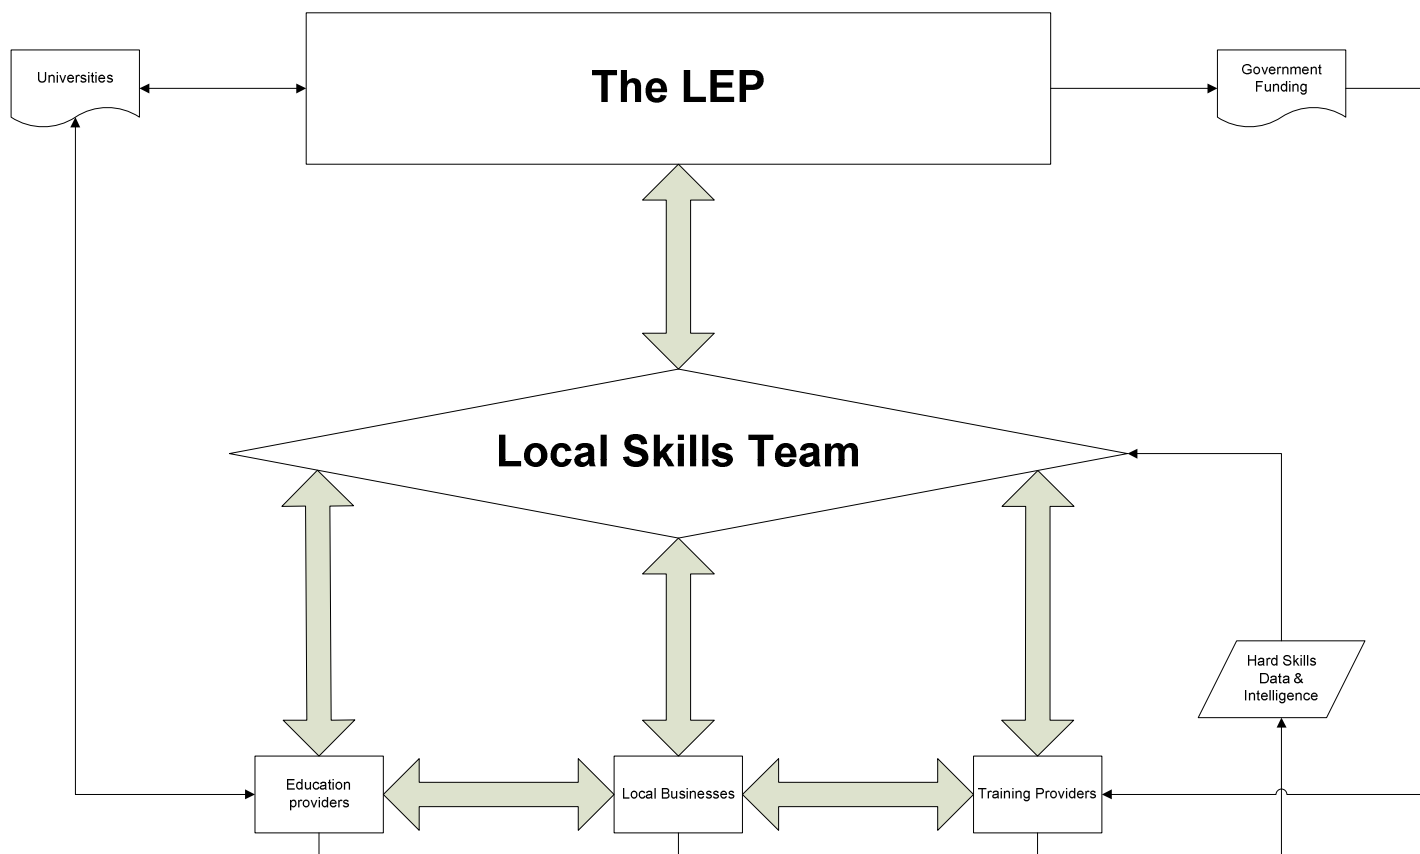 Universities
The LEP
Government
Funding
Local Skills Team
Hard Skills
Data &
Intelligence
Education
providers
Local Businesses
Training Providers